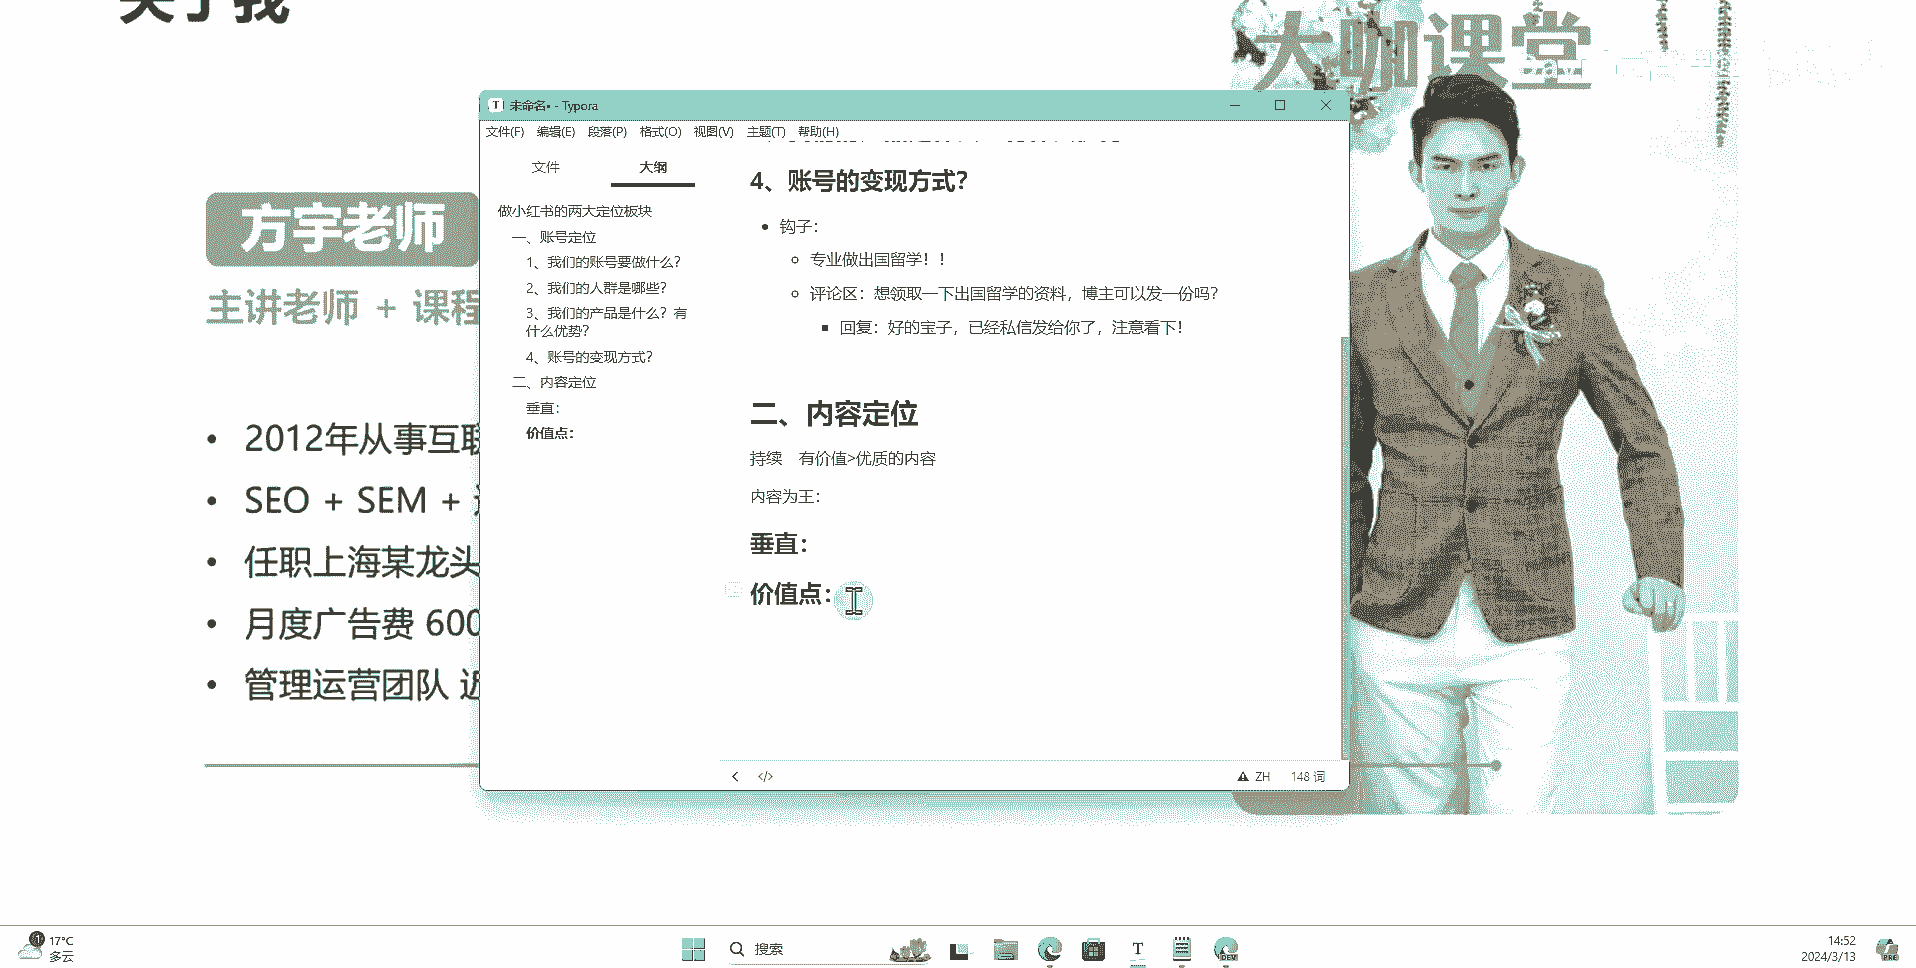 关于我
大咖课堂
方宇老师
主讲老师 + 课程
2012年从事互联
SEO + SEM +
任职上海某龙头
月度广告费 600
管理运营团队 近
未命名• - Typora
文件(F) 编辑(E) 段落(P) 格式(O) 视图(V) 主题(T) 帮助(H)
文件 大纲
做小红书的两大定位板块
一、账号定位
1、我们的账号要做什么？
2、我们的人群是哪些？
3、我们的产品是什么？有
什么优势？
4、账号的变现方式？
二、内容定位
垂直：
价值点：
4、账号的变现方式？
钩子：
专业做出国留学！！
评论区：想领取一下出国留学的资料，博主可以发一份吗？
回复：好的宝子，已经私信发给你了，注意看下！
二、内容定位
持续 有价值>优质的内容
内容为王：
垂直：
价值点：
ZH 148 词
17°C
多云
搜索
14:52
2024/3/13